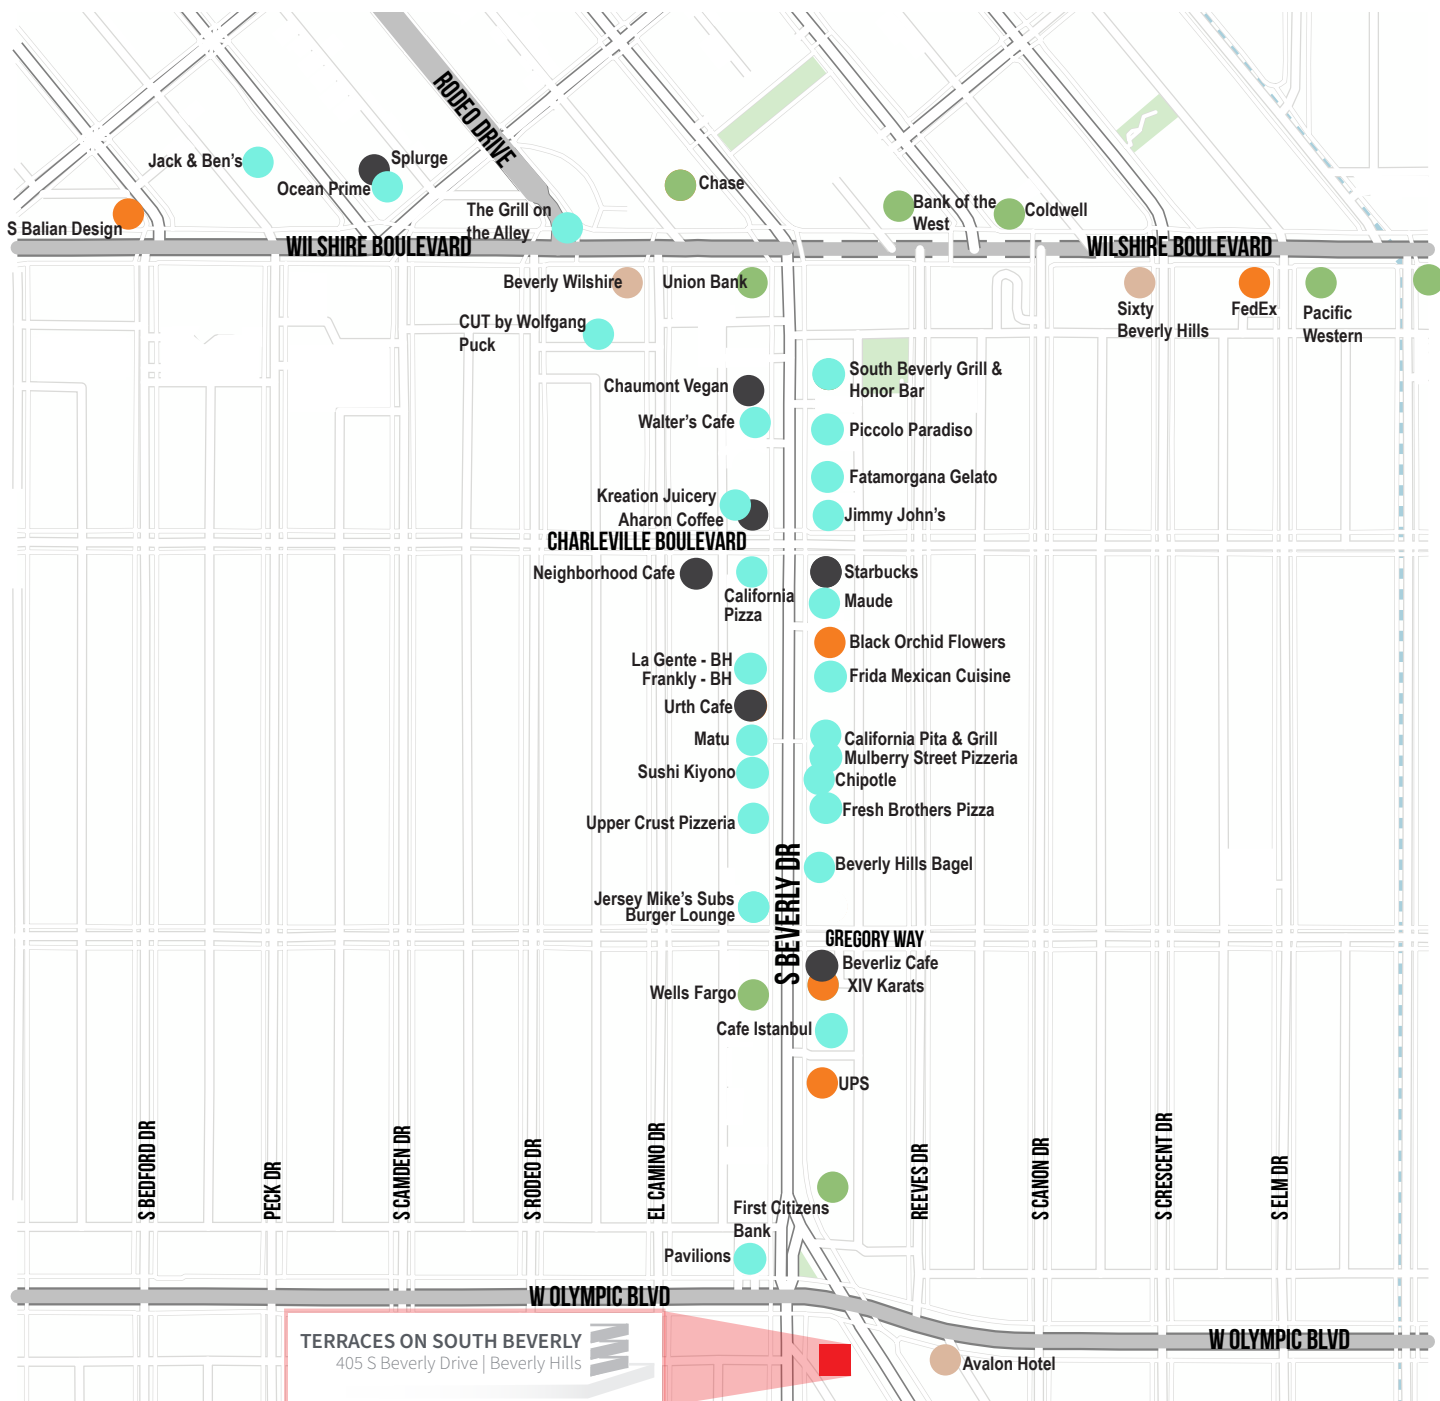 RODEO DRIVE
Jack & Ben's
Splurge
Ocean Prime
Chase
S Balian Design
The Grill on
the Alley
Bank of the
West
Coldwell
WILSHIRE BOULEVARD
WILSHIRE BOULEVARD
Beverly Wilshire
Union Bank
Sixty
Beverly Hills
FedEx
Pacific
Western
CUT by Wolfgang
Puck
South Beverly Grill &
Honor Bar
Chaumont Vegan
Walter's Cafe
Piccolo Paradiso
Fatamorgana Gelato
Kreation Juicery
Aharon Coffee
Jimmy John's
CHARLEVILLE BOULEVARD
Neighborhood Cafe
California
Pizza
Starbucks
Maude
Black Orchid Flowers
La Gente - BH
Frankly - BH
Frida Mexican Cuisine
Urth Cafe
Matu
California Pita & Grill
Mulberry Street Pizzeria
Sushi Kiyono
Chipotle
Upper Crust Pizzeria
Fresh Brothers Pizza
S BEVERLY DR
Beverly Hills Bagel
Jersey Mike's Subs
Burger Lounge
GREGORY WAY
Beverliz Cafe
XIV Karats
Wells Fargo
Cafe Istanbul
UPS
S BEDFORD DR
PECK DR
S CAMDEN DR
S RODEO DR
EL CAMINO DR
REEVES DR
S CANON DR
S CRESCENT DR
S ELM DR
First Citizens
Bank
Pavilions
W OLYMPIC BLVD
W OLYMPIC BLVD
TERRACES ON SOUTH BEVERLY
405 S Beverly Drive | Beverly Hills
Avalon Hotel